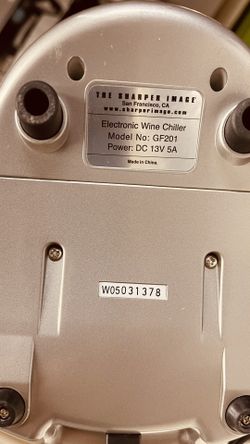 THE SHARPER IMAGE
San Francisco, CA
www.sharperimage.com
Electronic Wine Chiller
Model No: GF201
Power: DC 13V 5A
Made in China.
W05031378